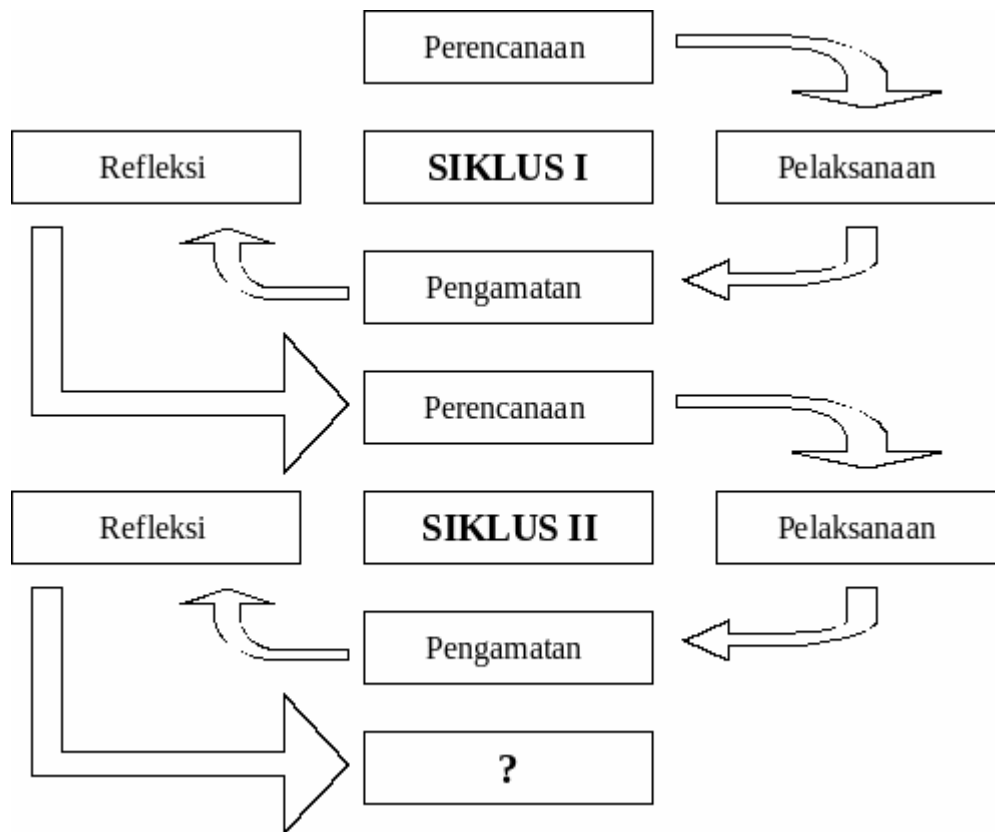 Perencanaan
Refleksi
SIKLUS I
Pelaksanaan
Pengamatan
Perencanaan
Refleksi
SIKLUS II
Pelaksanaan
Pengamatan
?